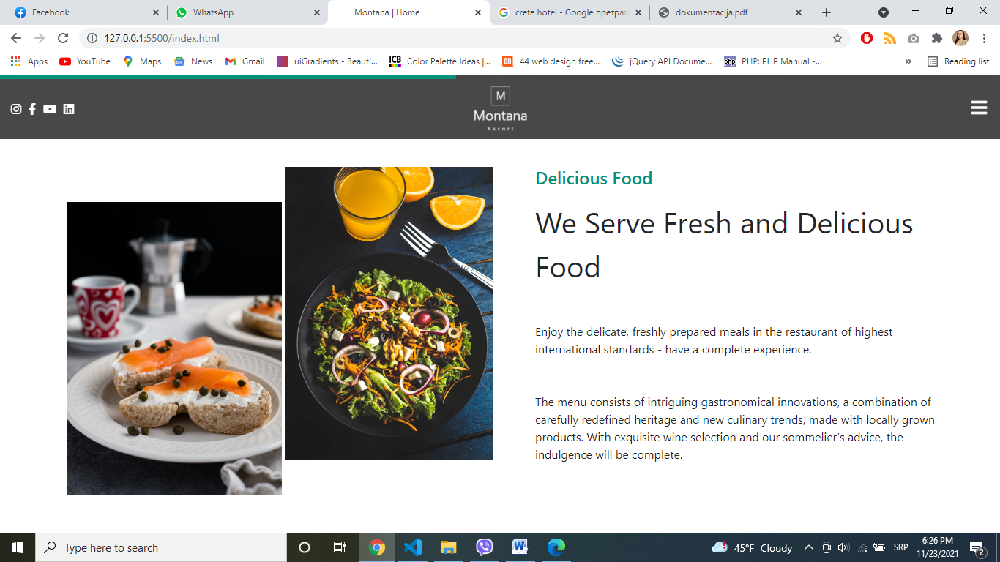 Facebook
WhatsApp
Montana | Home
crete hotel - Google претраг
dokumentacija.pdf
127.0.0.1:5500/index.html
Apps
YouTube
Maps
News
Gmail
uiGradients - Beauti...
ICB
Color Palette Ideas |...
CB
44 web design free...
jQuery API Docume...
php
PHP: PHP Manual -...
»
Reading list
M
Montana
Resort
Delicious Food
We Serve Fresh and Delicious
Food
Enjoy the delicate, freshly prepared meals in the restaurant of highest
international standards - have a complete experience.
The menu consists of intriguing gastronomical innovations, a combination of
carefully redefined heritage and new culinary trends, made with locally grown
products. With exquisite wine selection and our sommelier’s advice, the
indulgence will be complete.
Type here to search
45°F Cloudy
SRP
6:26 PM
11/23/2021
2